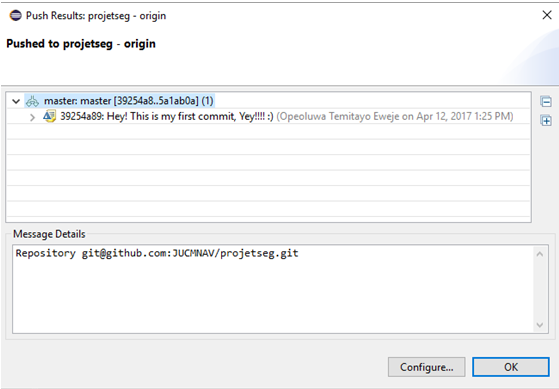 Push Results: projetseg - origin
Pushed to projetseg - origin
master: master [39254a8..5a1ab0a] (1)
39254a89: Hey! This is my first commit, Yey!!!! :) (Opeoluwa Temitayo Eweje on Apr 12, 2017 1:25 PM)
Message Details
Repository git@github.com:JUCMNAV/projetseg.git
Configure... OK